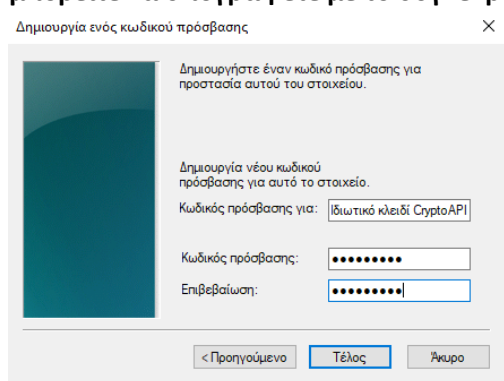 Δημιουργία ενός κωδικού πρόσβασης
Δημιουργήστε έναν κωδικό πρόσβασης για
προστασία αυτού του στοιχείου.
Δημιουργία νέου κωδικού
πρόσβασης για αυτό το στοιχείο.
Κωδικός πρόσβασης για: Ιδιωτικό κλειδί CryptoAPI
Κωδικός πρόσβασης: ●●●●●●●●●
Επιβεβαίωση: ●●●●●●●●●
< Προηγούμενο Τέλος Άκυρο